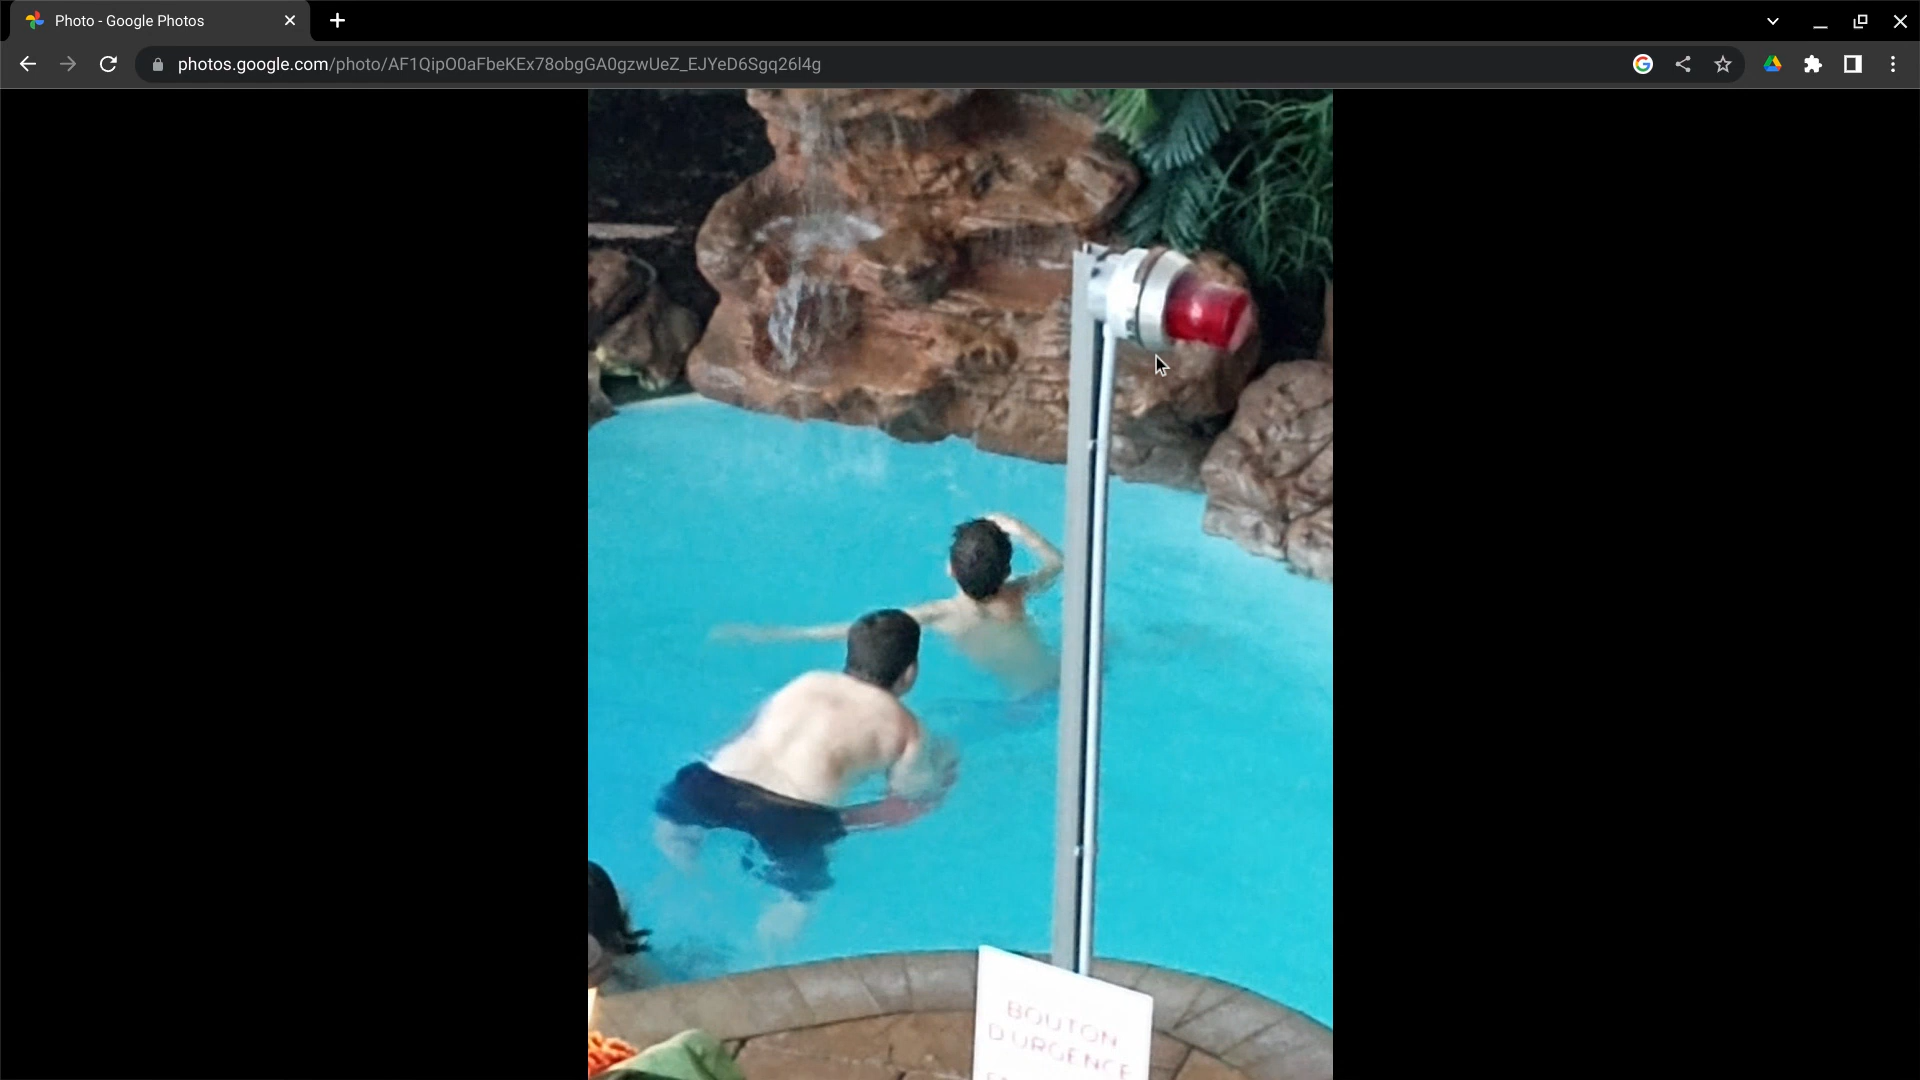 Photo - Google Photos
photos.google.com/photo/AF1QipO0aFbeKEx78obgGA0gzwUeZ_EJYeD6Sgq26l4g
BOUTON
D'URGENCE